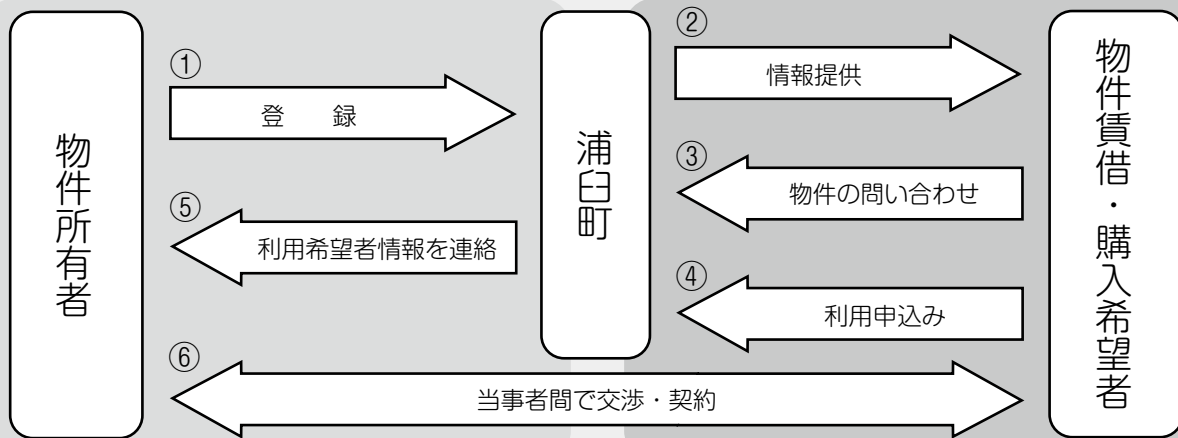 物件所有者
浦臼町
物件賃借・購入希望者
①
登　録
②
情報提供
③
物件の問い合わせ
④
利用申込み
⑤
利用希望者情報を連絡
⑥
当事者間で交渉・契約